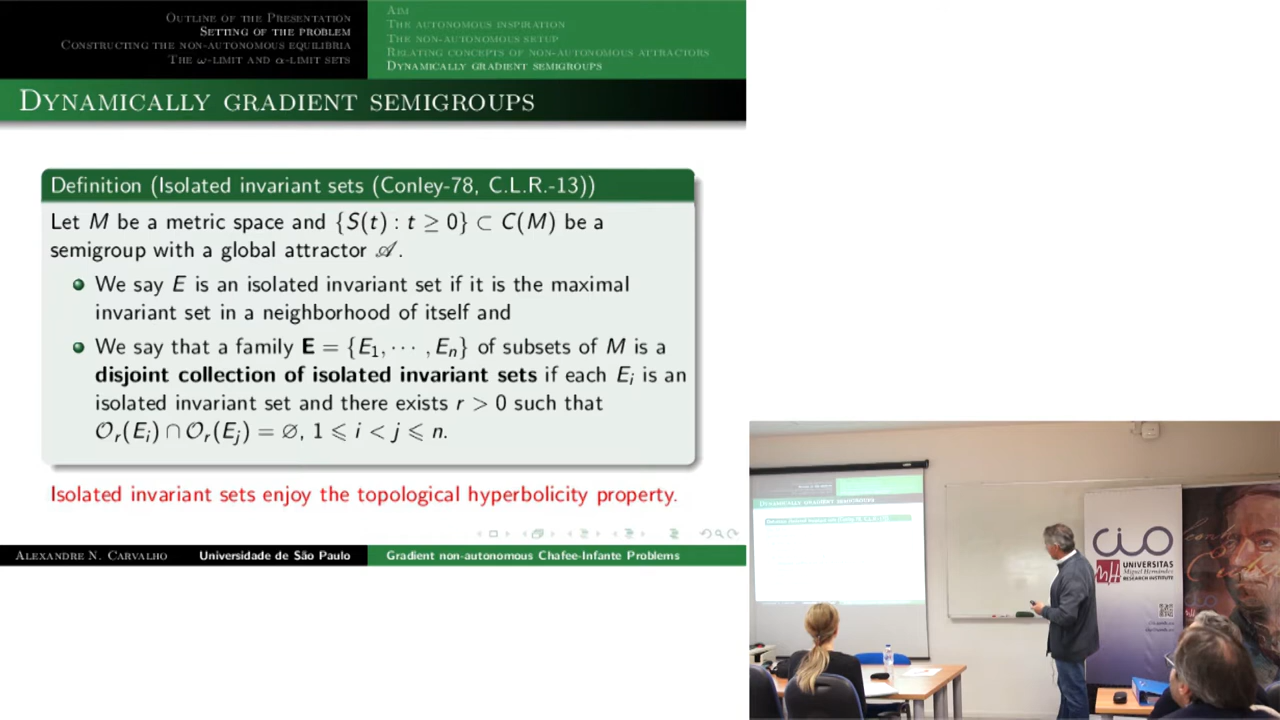 Outline of the Presentation
Setting of the problem
Constructing the non-autonomous equilibria
The ω-limit and α-limit sets
Aim
The autonomous inspiration
The non-autonomous setup
Relating concepts of non-autonomous attractors
Dynamically gradient semigroups
Dynamically gradient semigroups
Definition (Isolated invariant sets (Conley-78, C.L.R.-13))
Let M be a metric space and {S(t) : t ≥ 0} ⊂ C(M) be a
semigroup with a global attractor 𝒜.
We say E is an isolated invariant set if it is the maximal
invariant set in a neighborhood of itself and
We say that a family E = {E₁, ··· , Eₙ} of subsets of M is a
disjoint collection of isolated invariant sets if each Eᵢ is an
isolated invariant set and there exists r > 0 such that
𝒪ᵣ(Eᵢ) ∩ 𝒪ᵣ(Eⱼ) = ∅, 1 ⩽ i < j ⩽ n.
Isolated invariant sets enjoy the topological hyperbolicity property.
Alexandre N. Carvalho Universidade de São Paulo Gradient non-autonomous Chafee-Infante Problems
Dynamically gradient semigroups
CIO
UNIVERSITAS
Miguel Hernández
RESEARCH INSTITUTE